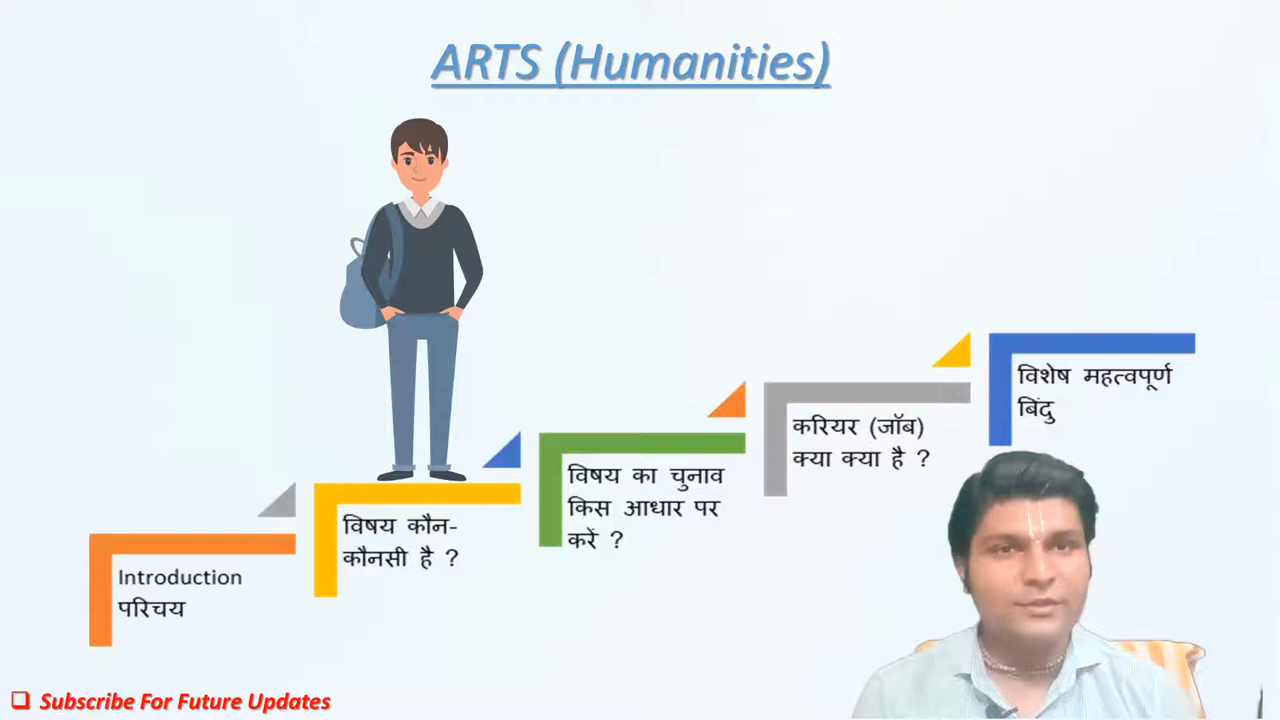 ARTS (Humanities)
Introduction
परिचय
विषय कौन-
कौनसी है ?
विषय का चुनाव
किस आधार पर
करें ?
करियर (जॉब)
क्या क्या है ?
विशेष महत्वपूर्ण
बिंदु
Subscribe For Future Updates